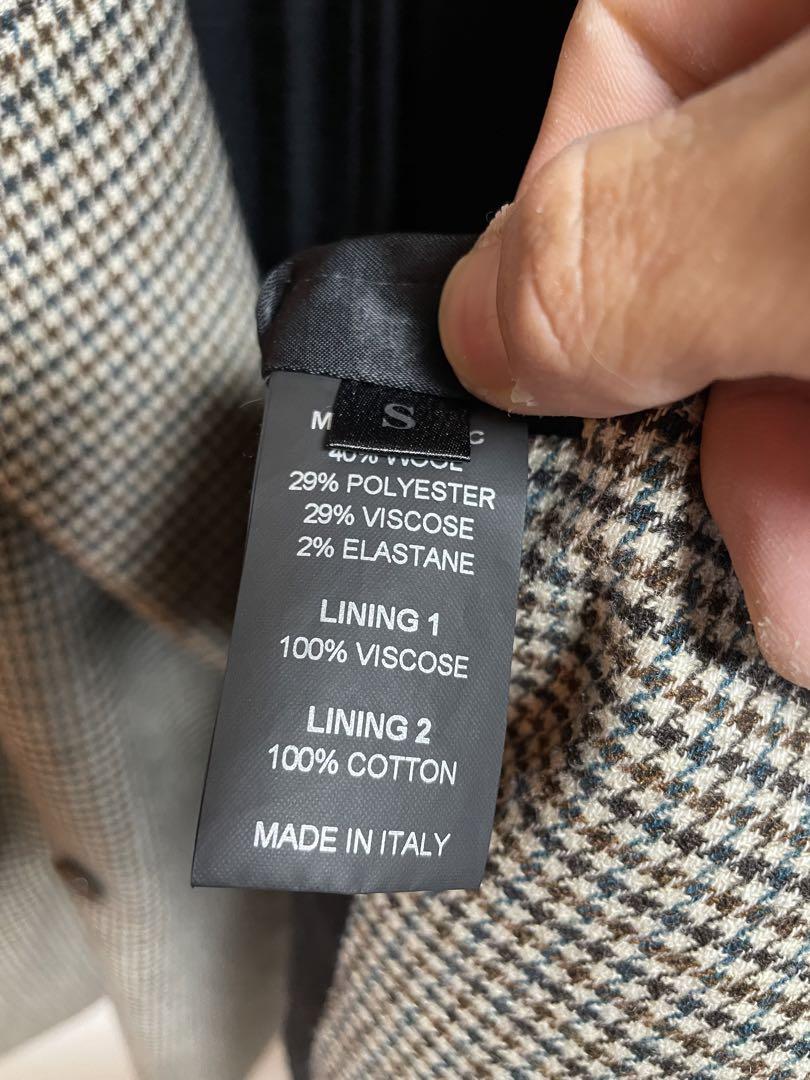 S
40% WOOL
29% POLYESTER
29% VISCOSE
2% ELASTANE
LINING 1
100% VISCOSE
LINING 2
100% COTTON
MADE IN ITALY